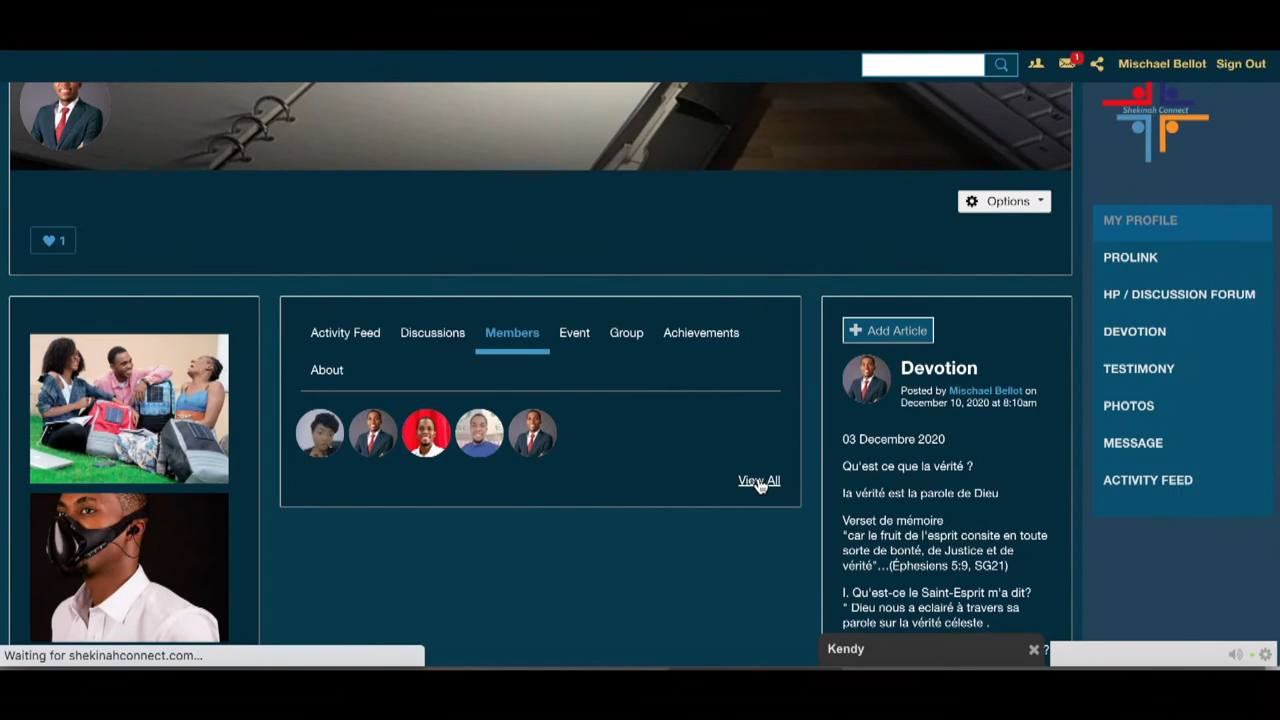 1
Mischael Bellot
Sign Out
Shekinah Connect
Options
1
MY PROFILE
PROLINK
HP / DISCUSSION FORUM
DEVOTION
TESTIMONY
PHOTOS
MESSAGE
ACTIVITY FEED
Activity Feed
Discussions
Members
Event
Group
Achievements
About
View All
Add Article
Devotion
Posted by Mischael Bellot on
December 10, 2020 at 8:10am
03 Decembre 2020
Qu'est ce que la vérité ?
la vérité est la parole de Dieu
Verset de mémoire
"car le fruit de l'esprit consite en toute
sorte de bonté, de Justice et de
vérité"...(Éphesiens 5:9, SG21)
I. Qu'est-ce le Saint-Esprit m'a dit?
" Dieu nous a eclairé à travers sa
parole sur la vérité céleste .
?
Kendy
Waiting for shekinahconnect.com...